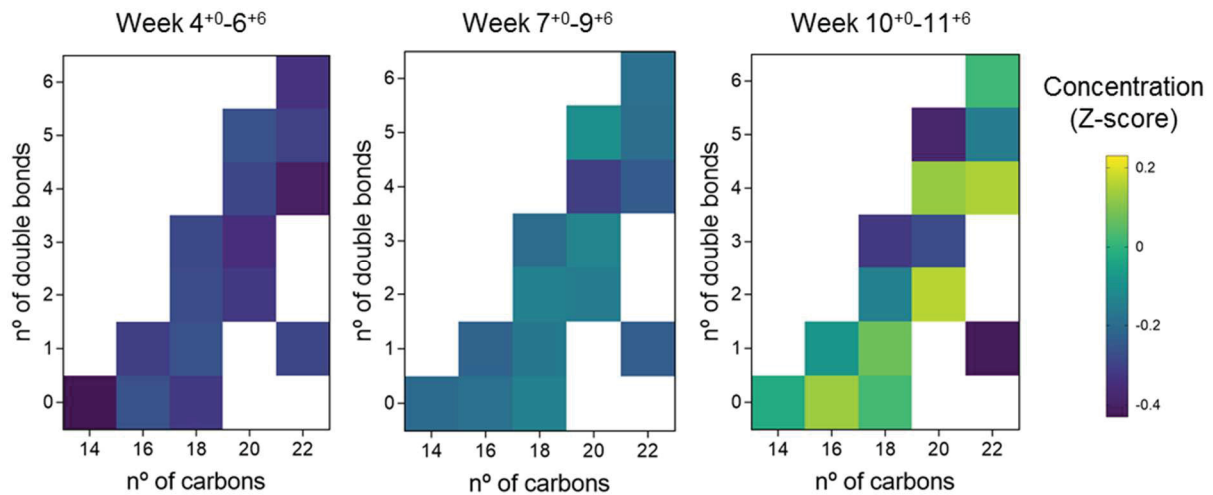 Week 4⁺⁰-6⁺⁶
Week 7⁺⁰-9⁺⁶
Week 10⁺⁰-11⁺⁶
nº of double bonds
6
5
4
3
2
1
0
14 16 18 20 22
nº of carbons
nº of double bonds
6
5
4
3
2
1
0
14 16 18 20 22
nº of carbons
nº of double bonds
6
5
4
3
2
1
0
14 16 18 20 22
nº of carbons
Concentration
(Z-score)
0.2
0
-0.2
-0.4